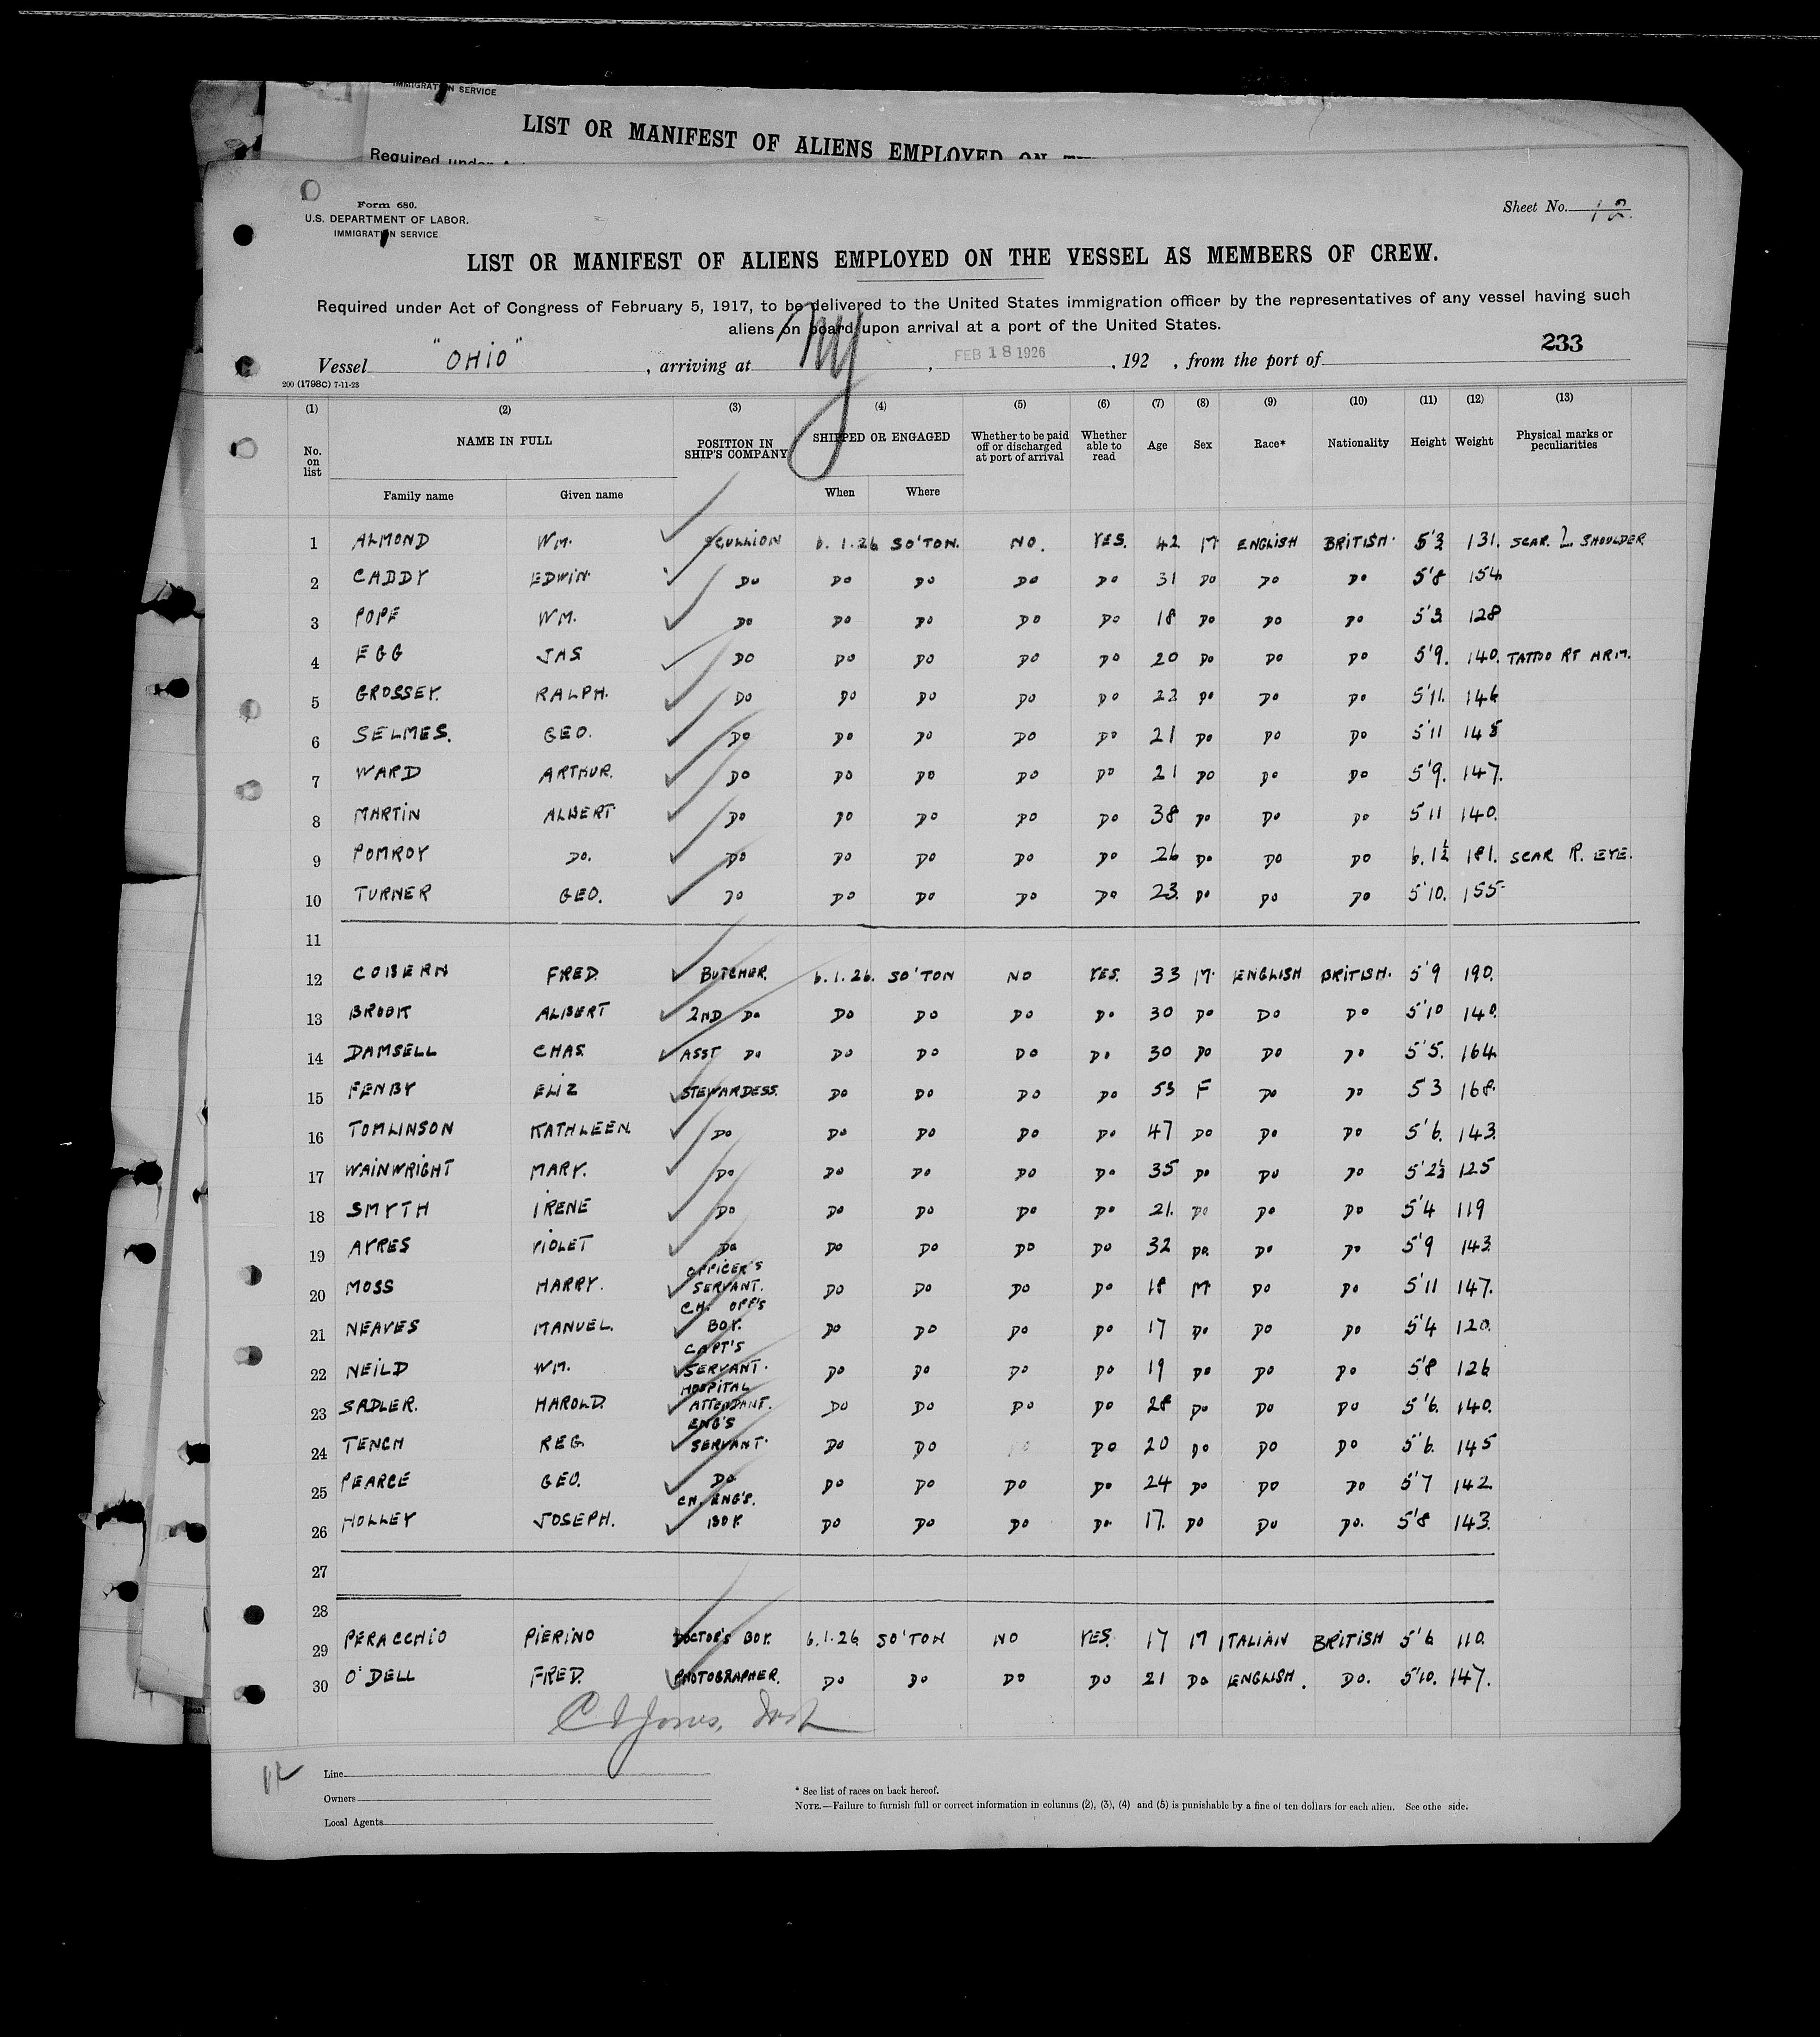 IMMIGRATION SERVICE
LIST OR MANIFEST OF ALIENS EMPLOYED ON
Required under
Form 680.
U.S. DEPARTMENT OF LABOR.
IMMIGRATION SERVICE
Sheet No. 12.
LIST OR MANIFEST OF ALIENS EMPLOYED ON THE VESSEL AS MEMBERS OF CREW.
Required under Act of Congress of February 5, 1917, to be delivered to the United States immigration officer by the representatives of any vessel having such
aliens on board upon arrival at a port of the United States.
233
Vessel "OHIO", arriving at NY, FEB 18 1926, 192 , from the port of
200 (1798c) 7-11-23
(1) (2) (3) (4) (5) (6) (7) (8) (9) (10) (11) (12) (13)
No. on list NAME IN FULL POSITION IN SHIP'S COMPANY SHIPPED OR ENGAGED Whether to be paid off or discharged at port of arrival Whether able to read Age Sex Race* Nationality Height Weight Physical marks or peculiarities
Family name Given name When Where
1 ALMOND WM. SCULLION 6.1.26 SO'TON. NO. YES. 42 M ENGLISH BRITISH. 5'3 131. SCAR. L SHOULDER
2 CADDY EDWIN. DO DO DO DO DO 31 DO DO DO 5'8 154
3 POPE WM. DO DO DO DO DO 18 DO DO DO 5'3 128
4 EGG JAS DO DO DO DO DO 20 DO DO DO 5'9. 140. TATTOO RT ARM.
5 GROSSEY. RALPH. DO DO DO DO DO 22 DO DO DO 5'11. 146
6 SELMES. GEO. DO DO DO DO DO 21 DO DO DO 5'11 145
7 WARD ARTHUR. DO DO DO DO DO 21 DO DO DO 5'9. 147.
8 MARTIN ALBERT DO DO DO DO DO 38 DO DO DO 5 11 140.
9 POMROY DO. DO DO DO DO DO 26 DO DO DO 6.1½ 181. SCAR R. EYE.
10 TURNER GEO. DO DO DO DO DO 23. DO DO DO 5'10. 155
11
12 COBERN FRED. BUTCHER. 6.1.26. SO'TON NO YES. 33 M. ENGLISH BRITISH. 5'9 190.
13 BROOK ALBERT 2ND DO DO DO DO DO 30 DO DO DO 5'10 140.
14 DAMSELL CHAS. ASST DO DO DO DO DO 30 DO DO DO 5'5. 164
15 FENBY ELIZ STEWARDESS. DO DO DO DO 53 F DO DO 5 3 168.
16 TOMLINSON KATHLEEN. DO DO DO DO DO 47 DO DO DO 5'6. 143.
17 WAINWRIGHT MARY. DO DO DO DO DO 35 DO DO DO 5'2½ 125
18 SMYTH IRENE DO DO DO DO DO 21. DO DO DO 5'4 119
19 AYRES VIOLET DO DO DO DO DO 32 DO. DO DO 5'9 143.
20 MOSS HARRY. OFFICER'S SERVANT. DO DO DO DO 18 M DO DO 5'11 147.
21 NEAVES MANUEL. CH. OFF'S BOY. DO DO DO DO 17 DO DO DO 5'4 120.
22 NEILD WM. CAPT'S SERVANT. DO DO DO DO 19 DO DO DO 5'8 126
23 SADLER. HAROLD. HOSPITAL ATTENDANT. DO DO DO DO 28 DO DO DO 5'6. 140.
24 TENCH REG. ENG'S SERVANT. DO DO DO 20 DO DO DO 5'6. 145
25 PEARCE GEO. DO. DO DO DO DO 24 DO DO DO 5'7 142
26 HOLLEY JOSEPH. CH. ENG'S. BOY. DO DO DO DO 17. DO DO DO. 5'8 143.
27
28
29 PERACCHIO PIERINO DOCTOR'S BOY. 6.1.26 SO'TON NO YES. 17 M ITALIAN BRITISH 5'6 110.
30 O'DELL FRED. PHOTOGRAPHER. DO DO DO DO 21 DO ENGLISH. DO. 5'10. 147.
Jones,
Line
Owners
Local Agents
* See list of races on back hereof.
NOTE.—Failure to furnish full or correct information in columns (2), (3), (4) and (5) is punishable by a fine of ten dollars for each alien. See othe side.